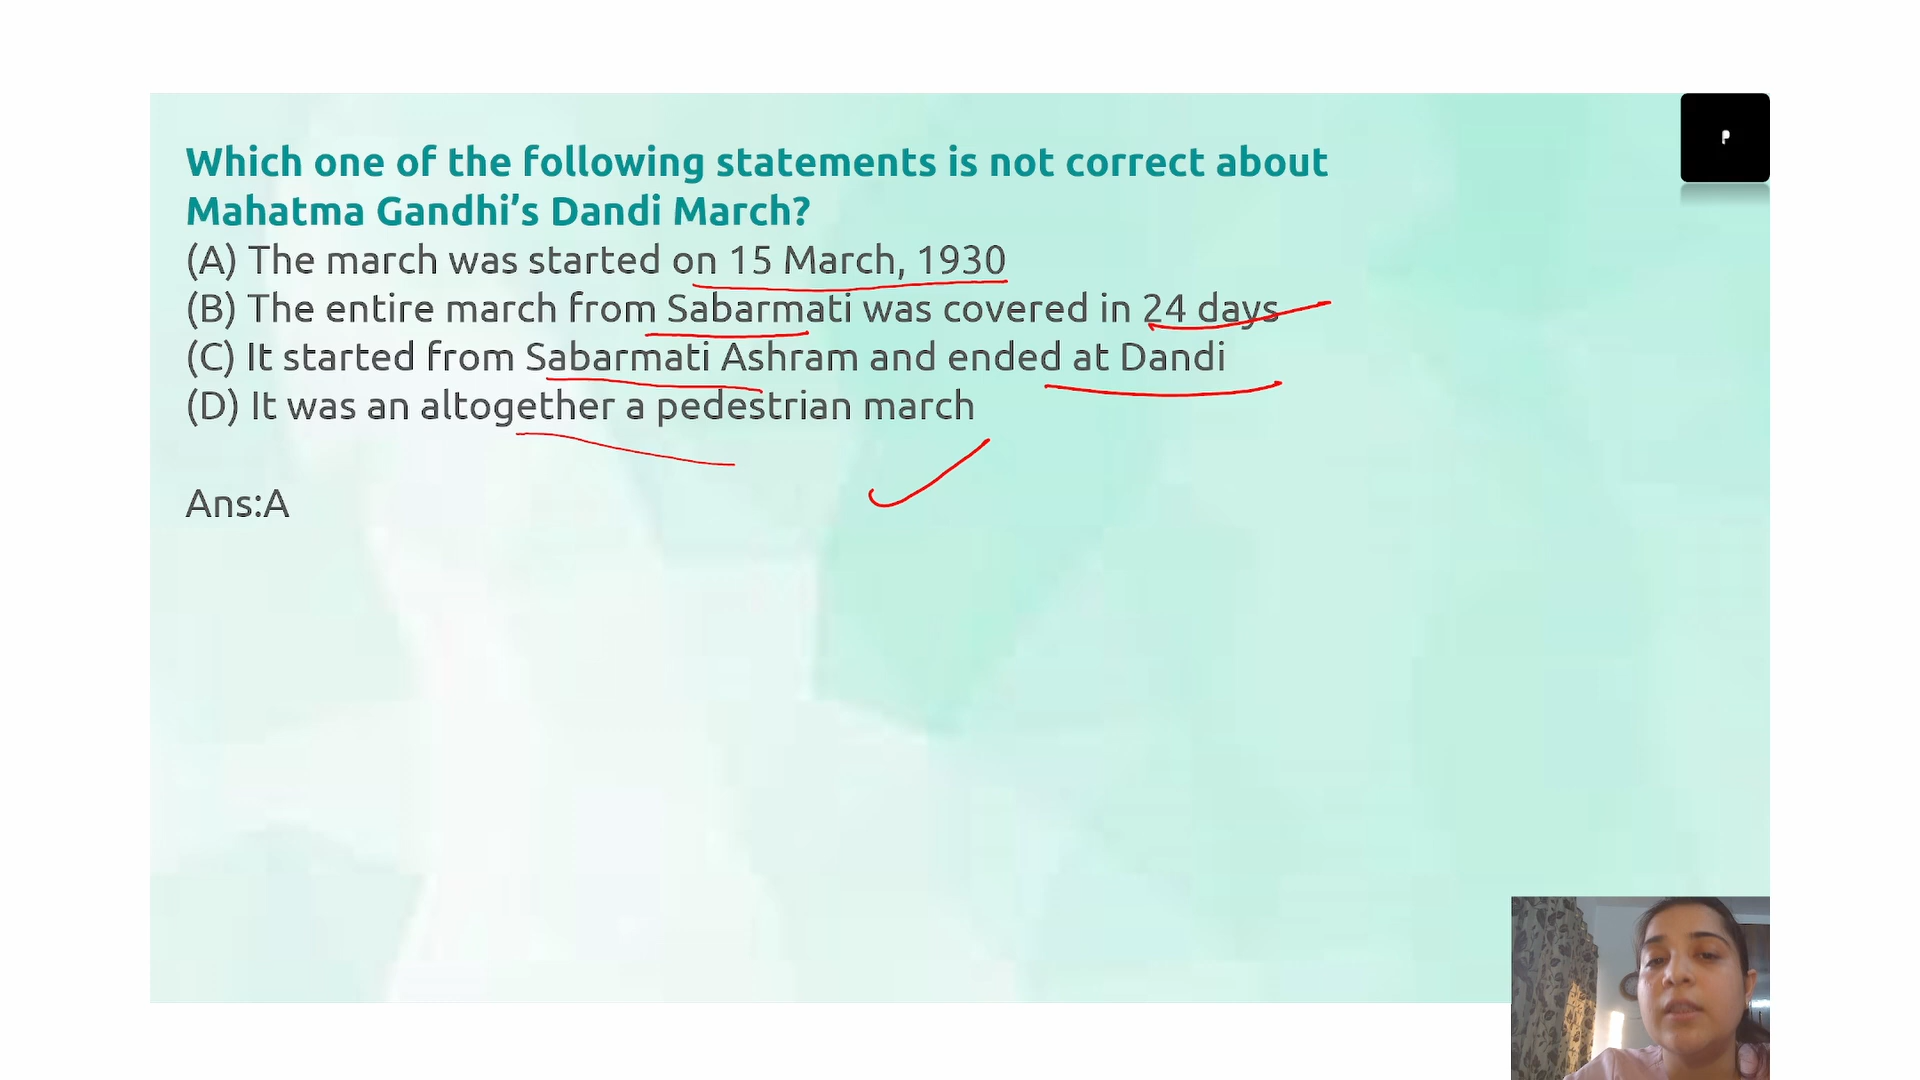 Which one of the following statements is not correct about
Mahatma Gandhi’s Dandi March?
(A) The march was started on 15 March, 1930
(B) The entire march from Sabarmati was covered in 24 days
(C) It started from Sabarmati Ashram and ended at Dandi
(D) It was an altogether a pedestrian march
Ans:A
P